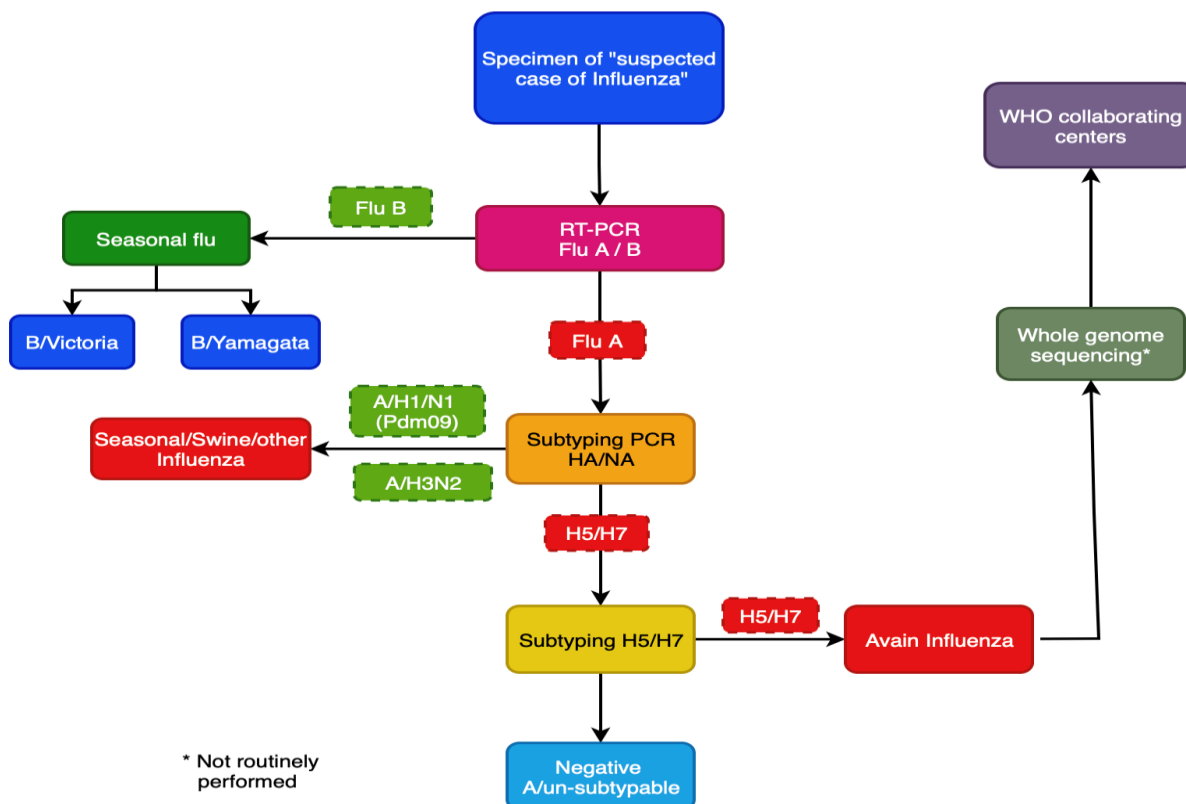 Specimen of "suspected
case of Influenza"
WHO collaborating
centers
Flu B
Seasonal flu
RT-PCR
Flu A / B
B/Victoria
B/Yamagata
Flu A
Whole genome
sequencing*
A/H1/N1
(Pdm09)
Seasonal/Swine/other
Influenza
Subtyping PCR
HA/NA
A/H3N2
H5/H7
Subtyping H5/H7
H5/H7
Avain Influenza
Negative
A/un-subtypable
* Not routinely
performed